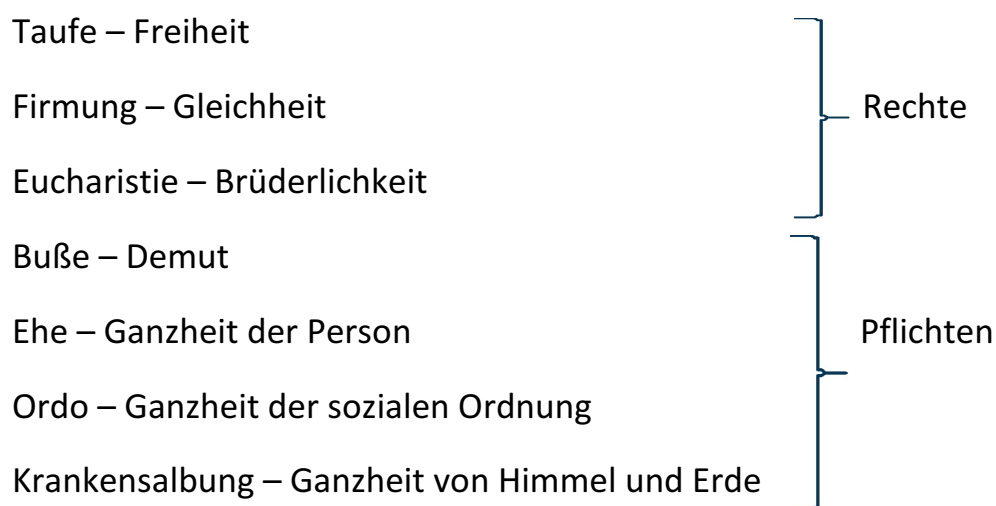 Taufe – Freiheit
Firmung – Gleichheit Rechte
Eucharistie – Brüderlichkeit
Buße – Demut
Ehe – Ganzheit der Person Pflichten
Ordo – Ganzheit der sozialen Ordnung
Krankensalbung – Ganzheit von Himmel und Erde